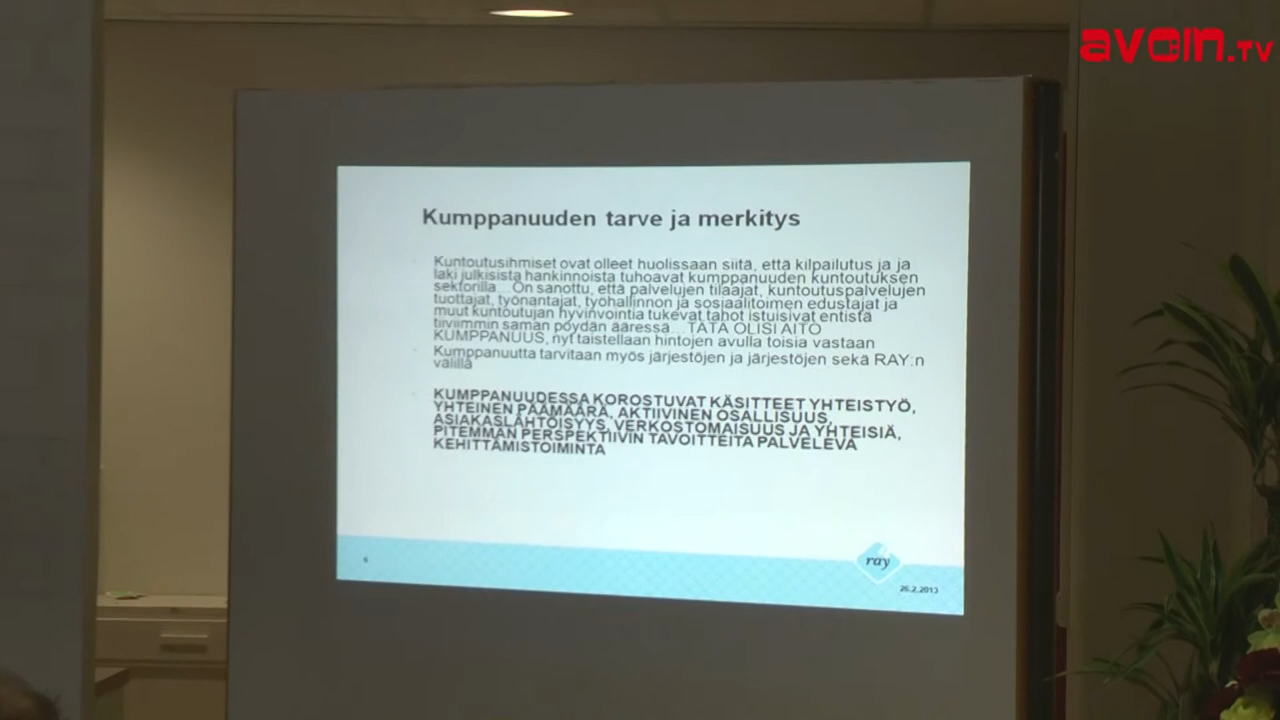 avoin.TV
Kumppanuuden tarve ja merkitys
Kuntoutusihmiset ovat olleet huolissaan siitä, että kilpailutus ja ja
laki julkisista hankinnoista tuhoavat kumppanuuden kuntoutuksen
sektorilla... On sanottu, että palvelujen tilaajat, kuntoutuspalvelujen
tuottajat, työnantajat, työhallinnon ja sosiaalitoimen edustajat ja
muut kuntoutujan hyvinvointia tukevat tahot istuisivat entistä
tiiviimmin saman pöydän ääressä... TÄTÄ OLISI AITO
KUMPPANUUS, nyt taistellaan hintojen avulla toisia vastaan
Kumppanuutta tarvitaan myös järjestöjen ja järjestöjen sekä RAY:n
välillä
KUMPPANUUDESSA KOROSTUVAT KÄSITTEET YHTEISTYÖ,
YHTEINEN PÄÄMÄÄRÄ, AKTIIVINEN OSALLISUUS,
ASIAKASLÄHTÖISYYS, VERKOSTOMAISUUS JA YHTEISIÄ,
PITEMMÄN PERSPEKTIIVIN TAVOITTEITA PALVELEVA
KEHITTÄMISTOIMINTA
6
ray
26.2.2013